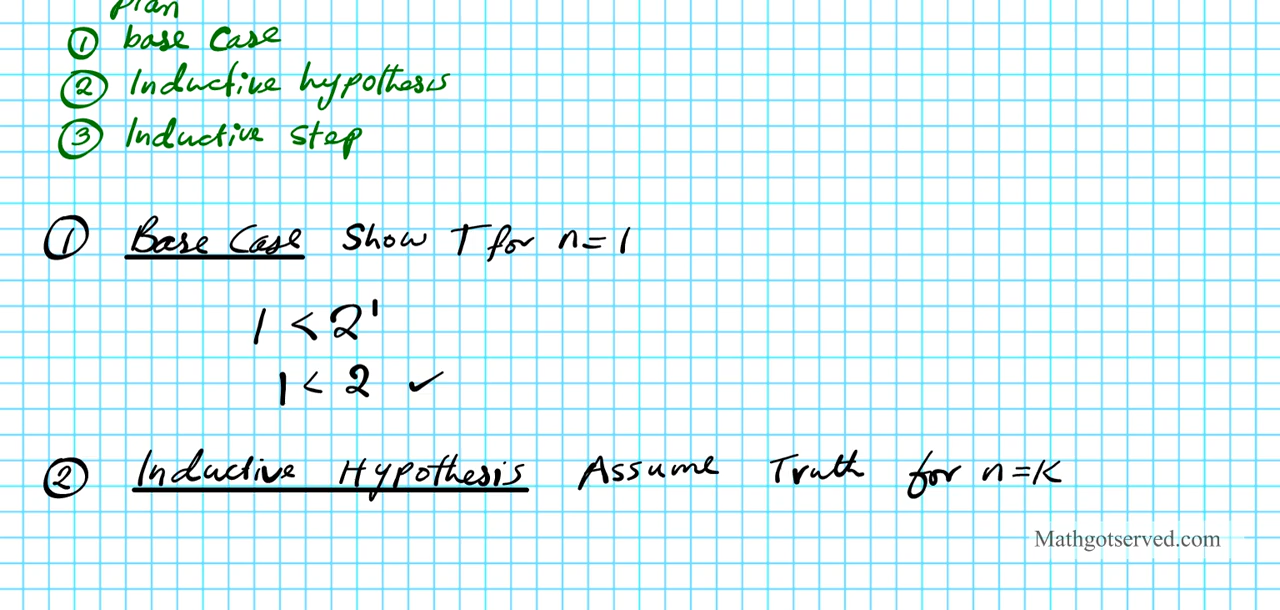 plan
① base case
② Inductive hypothesis
③ Inductive step
① Base Case Show T for n=1
1 < 2¹
1 < 2 ✓
② Inductive Hypothesis Assume Truth for n=K
Mathgotserved.com